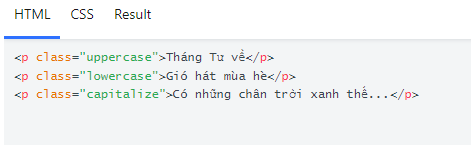 HTML CSS Result
<p class="uppercase">Tháng Tư về</p>
<p class="lowercase">Gió hát mùa hè</p>
<p class="capitalize">Có những chân trời xanh thế...</p>